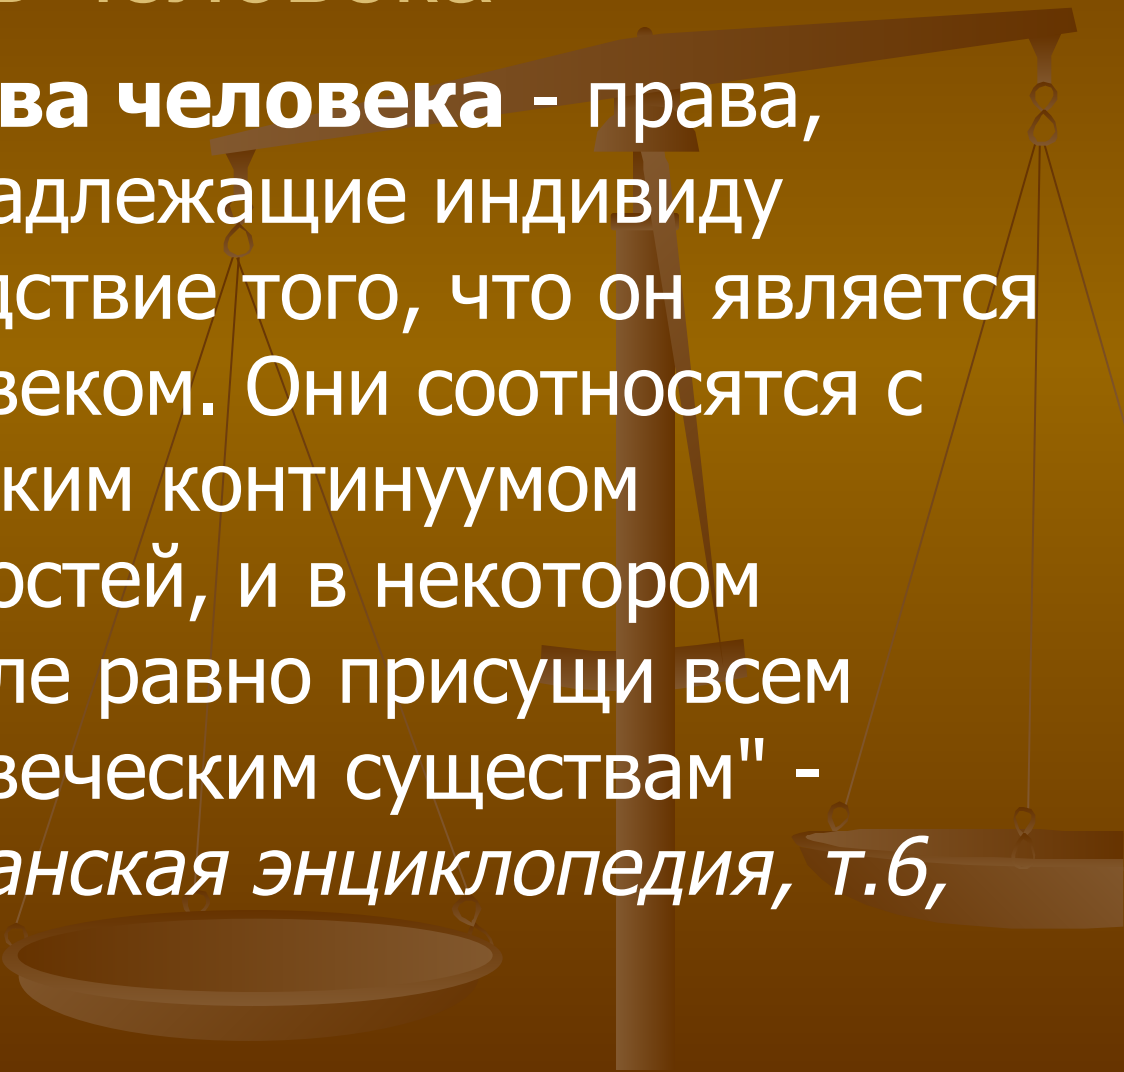 в человека
ва человека - права,
адлежащие индивиду
дствие того, что он является
веком. Они соотносятся с
ким континуумом
остей, и в некотором
ле равно присущи всем
веческим существам" -
анская энциклопедия, т.6,